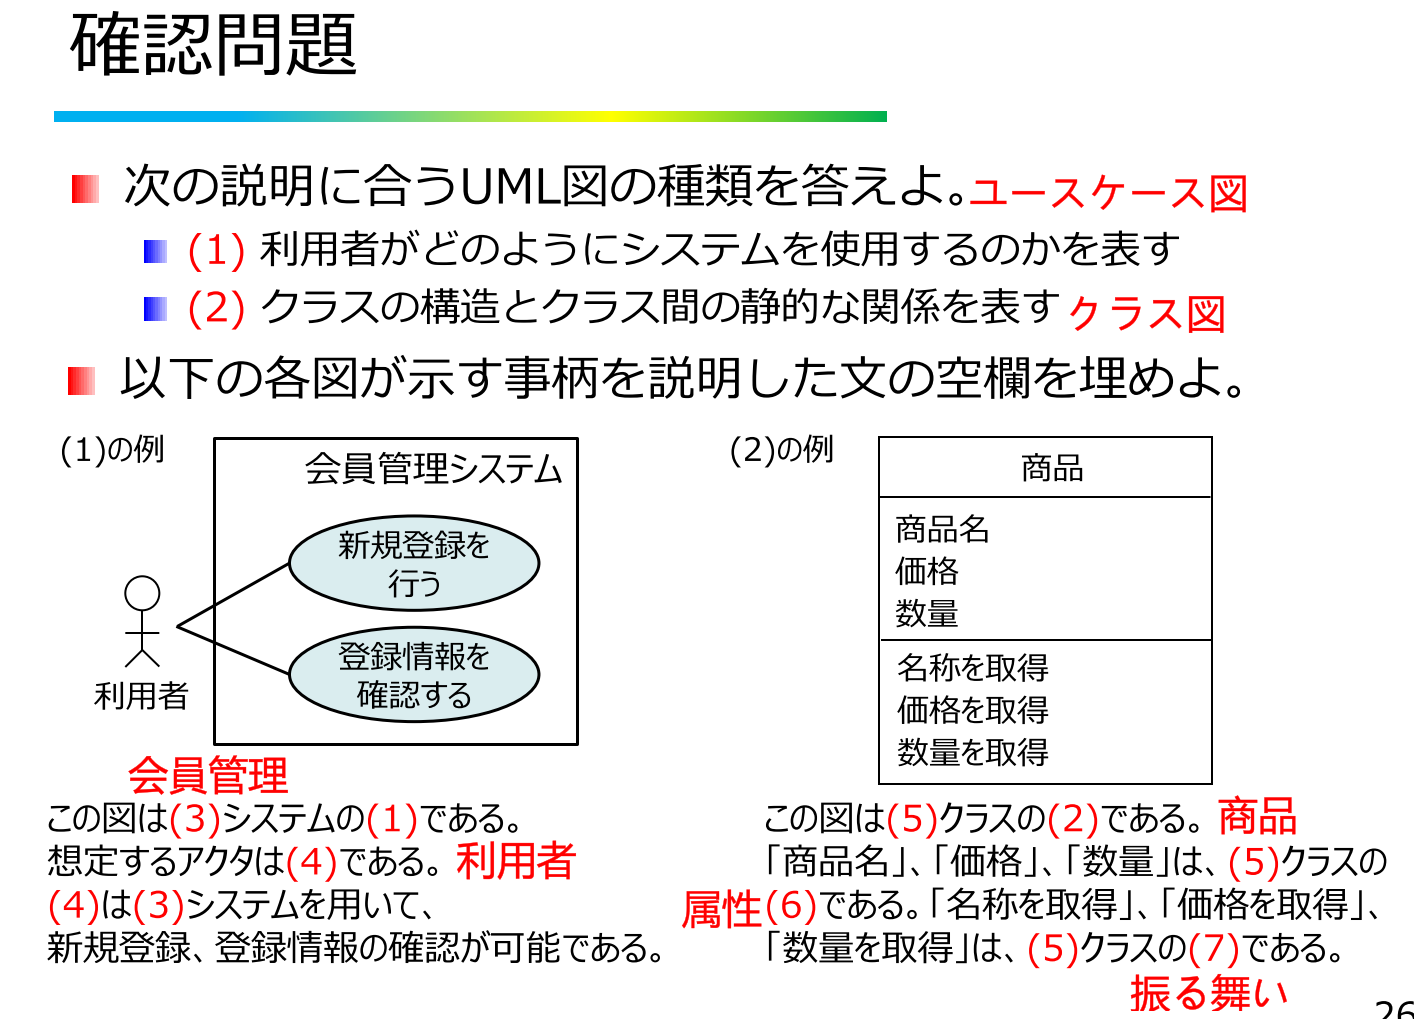 確認問題
次の説明に合うUML図の種類を答えよ。ユースケース図
(1) 利用者がどのようにシステムを使用するのかを表す
(2) クラスの構造とクラス間の静的な関係を表す クラス図
以下の各図が示す事柄を説明した文の空欄を埋めよ。
(1)の例
会員管理システム
新規登録を
行う
登録情報を
確認する
利用者
会員管理
この図は(3)システムの(1)である。
想定するアクタは(4)である。 利用者
(4)は(3)システムを用いて、
新規登録、登録情報の確認が可能である。
(2)の例
商品
商品名
価格
数量
名称を取得
価格を取得
数量を取得
この図は(5)クラスの(2)である。 商品
「商品名」、「価格」、「数量」は、(5)クラスの
属性(6)である。「名称を取得」、「価格を取得」、
「数量を取得」は、(5)クラスの(7)である。
振る舞い
26